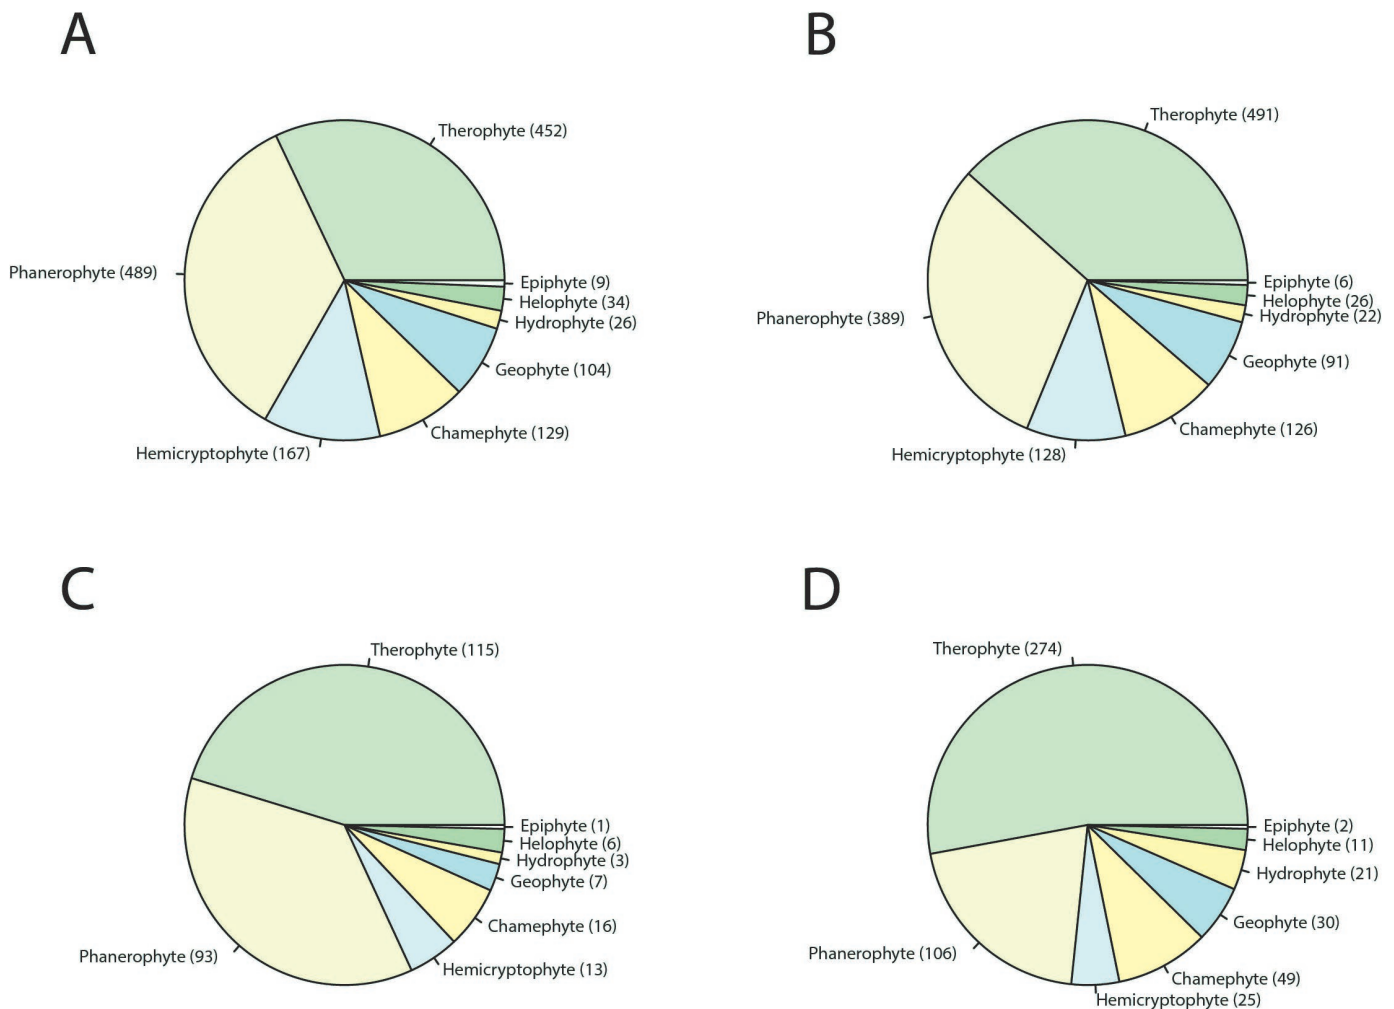 A
Therophyte (452)
Phanerophyte (489)
Epiphyte (9)
Helophyte (34)
Hydrophyte (26)
Geophyte (104)
Chamephyte (129)
Hemicryptophyte (167)
B
Therophyte (491)
Epiphyte (6)
Helophyte (26)
Hydrophyte (22)
Phanerophyte (389)
Geophyte (91)
Chamephyte (126)
Hemicryptophyte (128)
C
Therophyte (115)
Epiphyte (1)
Helophyte (6)
Hydrophyte (3)
Geophyte (7)
Chamephyte (16)
Phanerophyte (93)
Hemicryptophyte (13)
D
Therophyte (274)
Epiphyte (2)
Helophyte (11)
Hydrophyte (21)
Geophyte (30)
Phanerophyte (106)
Chamephyte (49)
Hemicryptophyte (25)